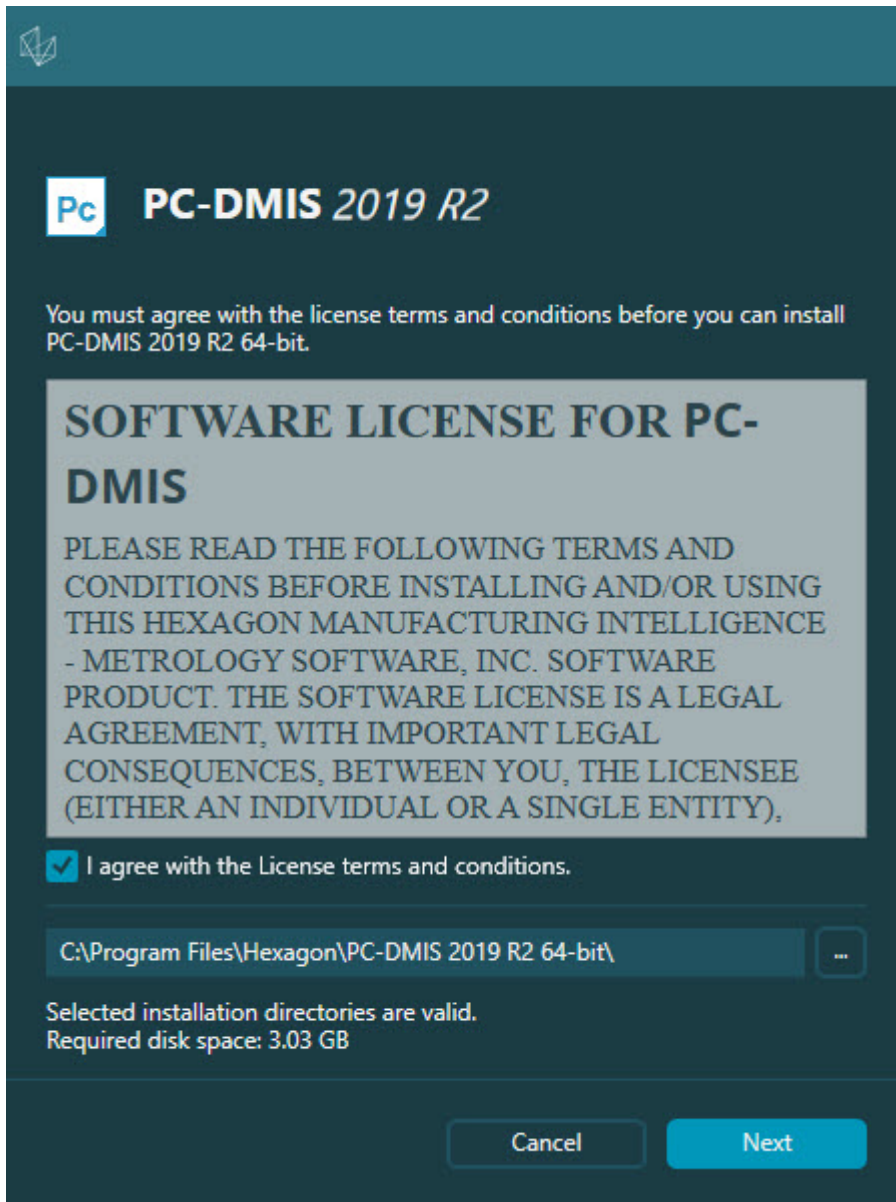 Pc
PC-DMIS 2019 R2
You must agree with the license terms and conditions before you can install
PC-DMIS 2019 R2 64-bit.
SOFTWARE LICENSE FOR PC-
DMIS
PLEASE READ THE FOLLOWING TERMS AND
CONDITIONS BEFORE INSTALLING AND/OR USING
THIS HEXAGON MANUFACTURING INTELLIGENCE
- METROLOGY SOFTWARE, INC. SOFTWARE
PRODUCT. THE SOFTWARE LICENSE IS A LEGAL
AGREEMENT, WITH IMPORTANT LEGAL
CONSEQUENCES, BETWEEN YOU, THE LICENSEE
(EITHER AN INDIVIDUAL OR A SINGLE ENTITY),
I agree with the License terms and conditions.
C:\Program Files\Hexagon\PC-DMIS 2019 R2 64-bit\
...
Selected installation directories are valid.
Required disk space: 3.03 GB
Cancel
Next